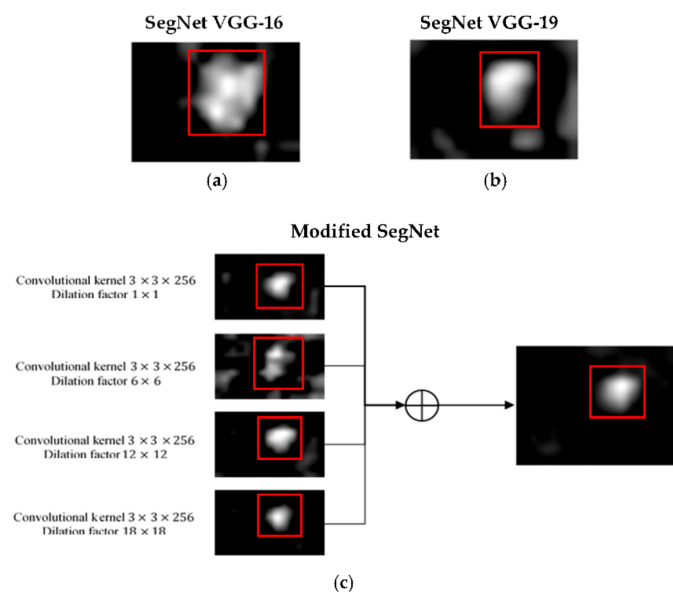 SegNet VGG-16
SegNet VGG-19
(a)
(b)
Modified SegNet
Convolutional kernel 3 × 3 × 256
Dilation factor 1 × 1
Convolutional kernel 3 × 3 × 256
Dilation factor 6 × 6
Convolutional kernel 3 × 3 × 256
Dilation factor 12 × 12
Convolutional kernel 3 × 3 × 256
Dilation factor 18 × 18
(c)